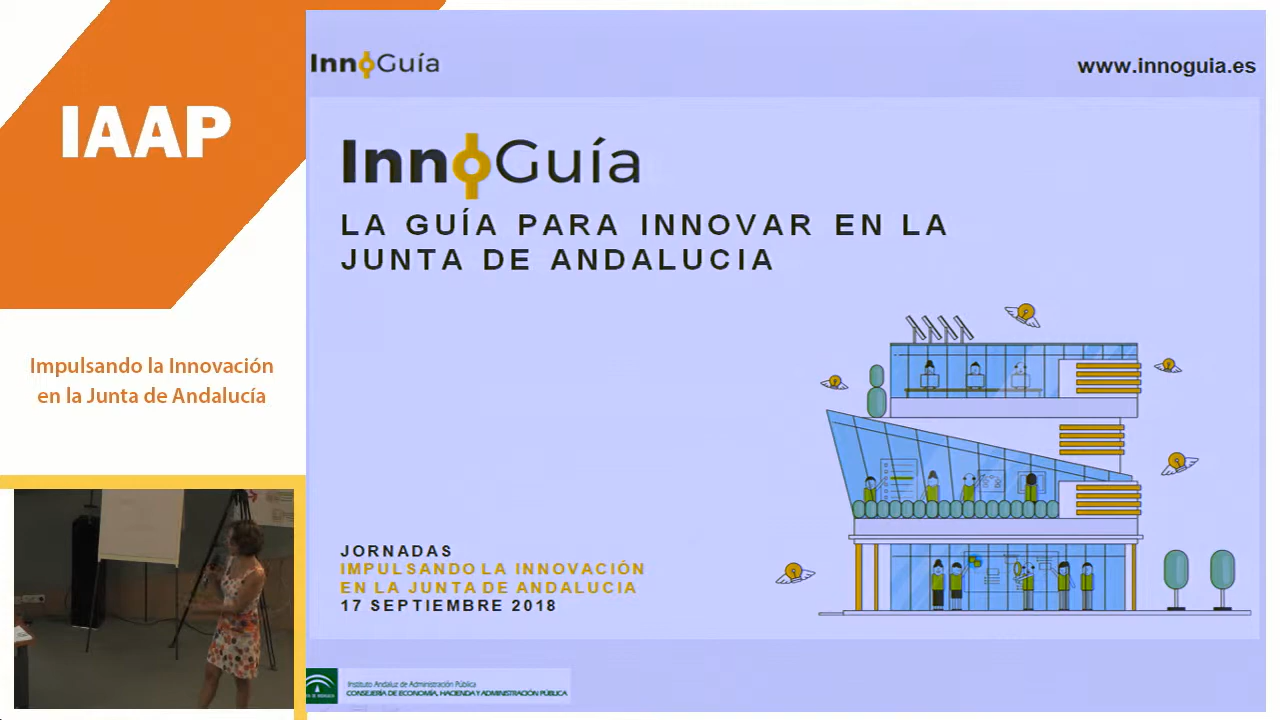 IAAP
Impulsando la Innovación
en la Junta de Andalucía
InnoGuía
www.innoguia.es
InnoGuía
LA GUÍA PARA INNOVAR EN LA
JUNTA DE ANDALUCIA
JORNADAS
IMPULSANDO LA INNOVACIÓN
EN LA JUNTA DE ANDALUCIA
17 SEPTIEMBRE 2018
Instituto Andaluz de Administración Pública
CONSEJERÍA DE ECONOMÍA, HACIENDA Y ADMINISTRACIÓN PÚBLICA